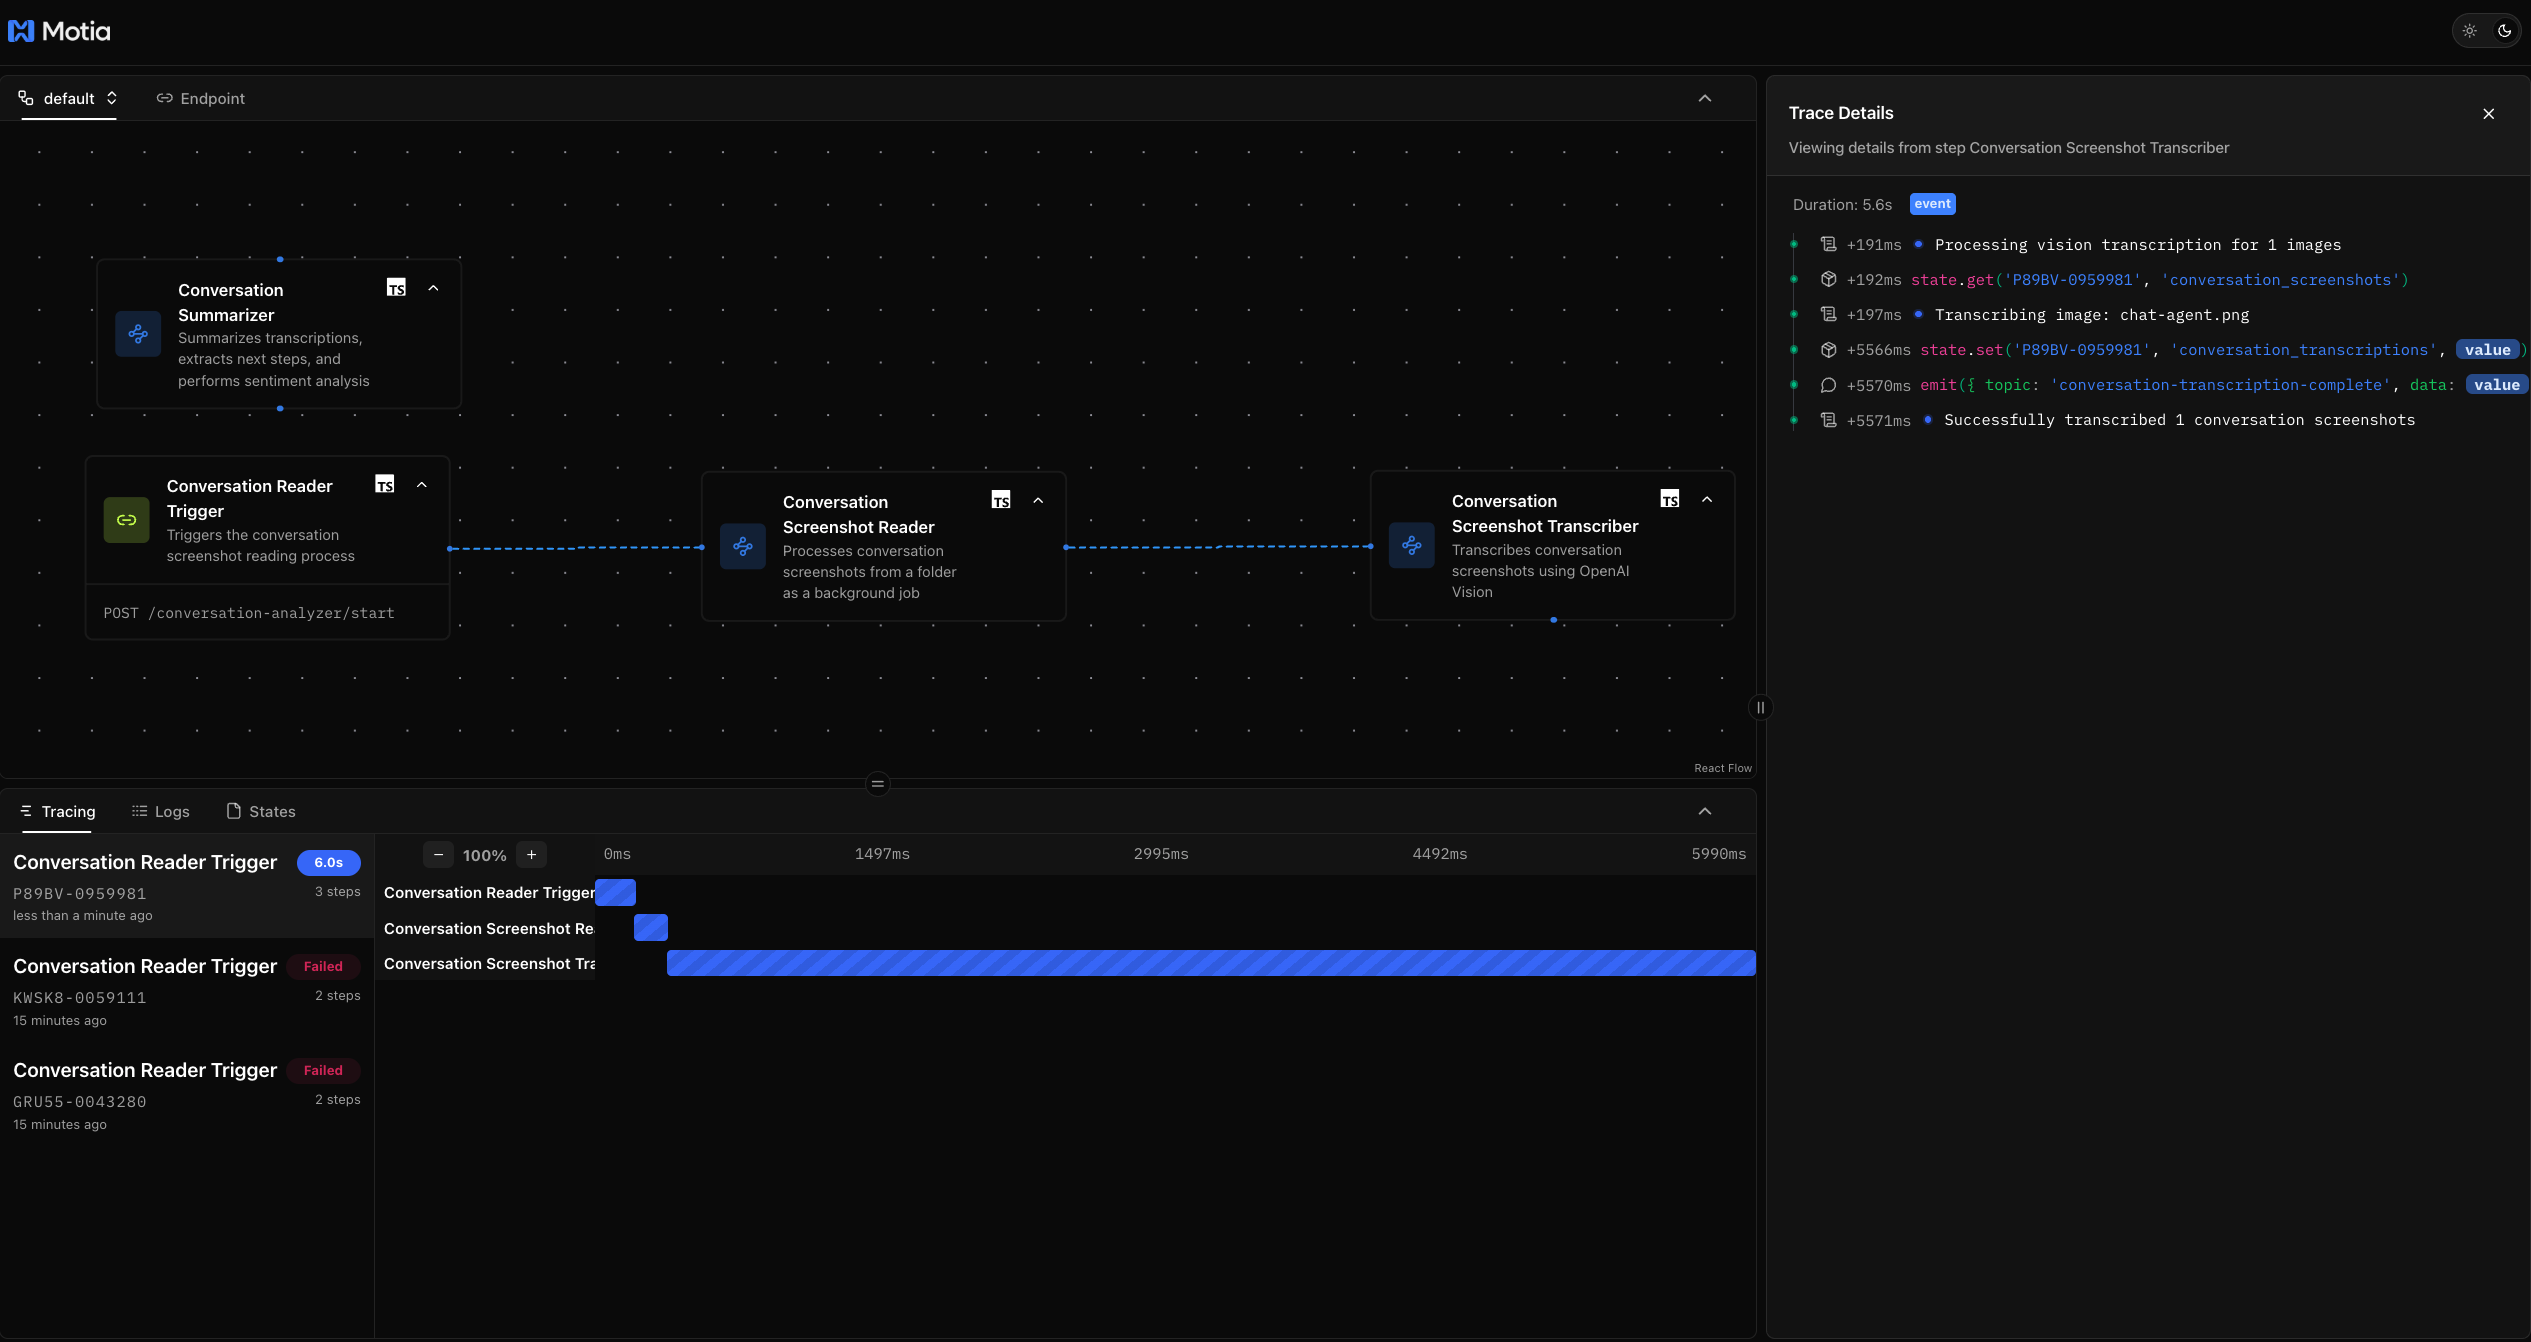 Motia
default
Endpoint
Conversation
Summarizer
TS
Summarizes transcriptions,
extracts next steps, and
performs sentiment analysis
Conversation Reader
Trigger
TS
Triggers the conversation
screenshot reading process
POST /conversation-analyzer/start
Conversation
Screenshot Reader
TS
Processes conversation
screenshots from a folder
as a background job
Conversation
Screenshot Transcriber
TS
Transcribes conversation
screenshots using OpenAI
Vision
React Flow
Tracing
Logs
States
Conversation Reader Trigger 6.0s
P89BV-0959981 3 steps
less than a minute ago
Conversation Reader Trigger Failed
KWSK8-0059111 2 steps
15 minutes ago
Conversation Reader Trigger Failed
GRU55-0043280 2 steps
15 minutes ago
− 100% +
0ms 1497ms 2995ms 4492ms 5990ms
Conversation Reader Trigger
Conversation Screenshot Re
Conversation Screenshot Tra
Trace Details
Viewing details from step Conversation Screenshot Transcriber
Duration: 5.6s event
+191ms Processing vision transcription for 1 images
+192ms state.get('P89BV-0959981', 'conversation_screenshots')
+197ms Transcribing image: chat-agent.png
+5566ms state.set('P89BV-0959981', 'conversation_transcriptions', value)
+5570ms emit({ topic: 'conversation-transcription-complete', data: value
+5571ms Successfully transcribed 1 conversation screenshots